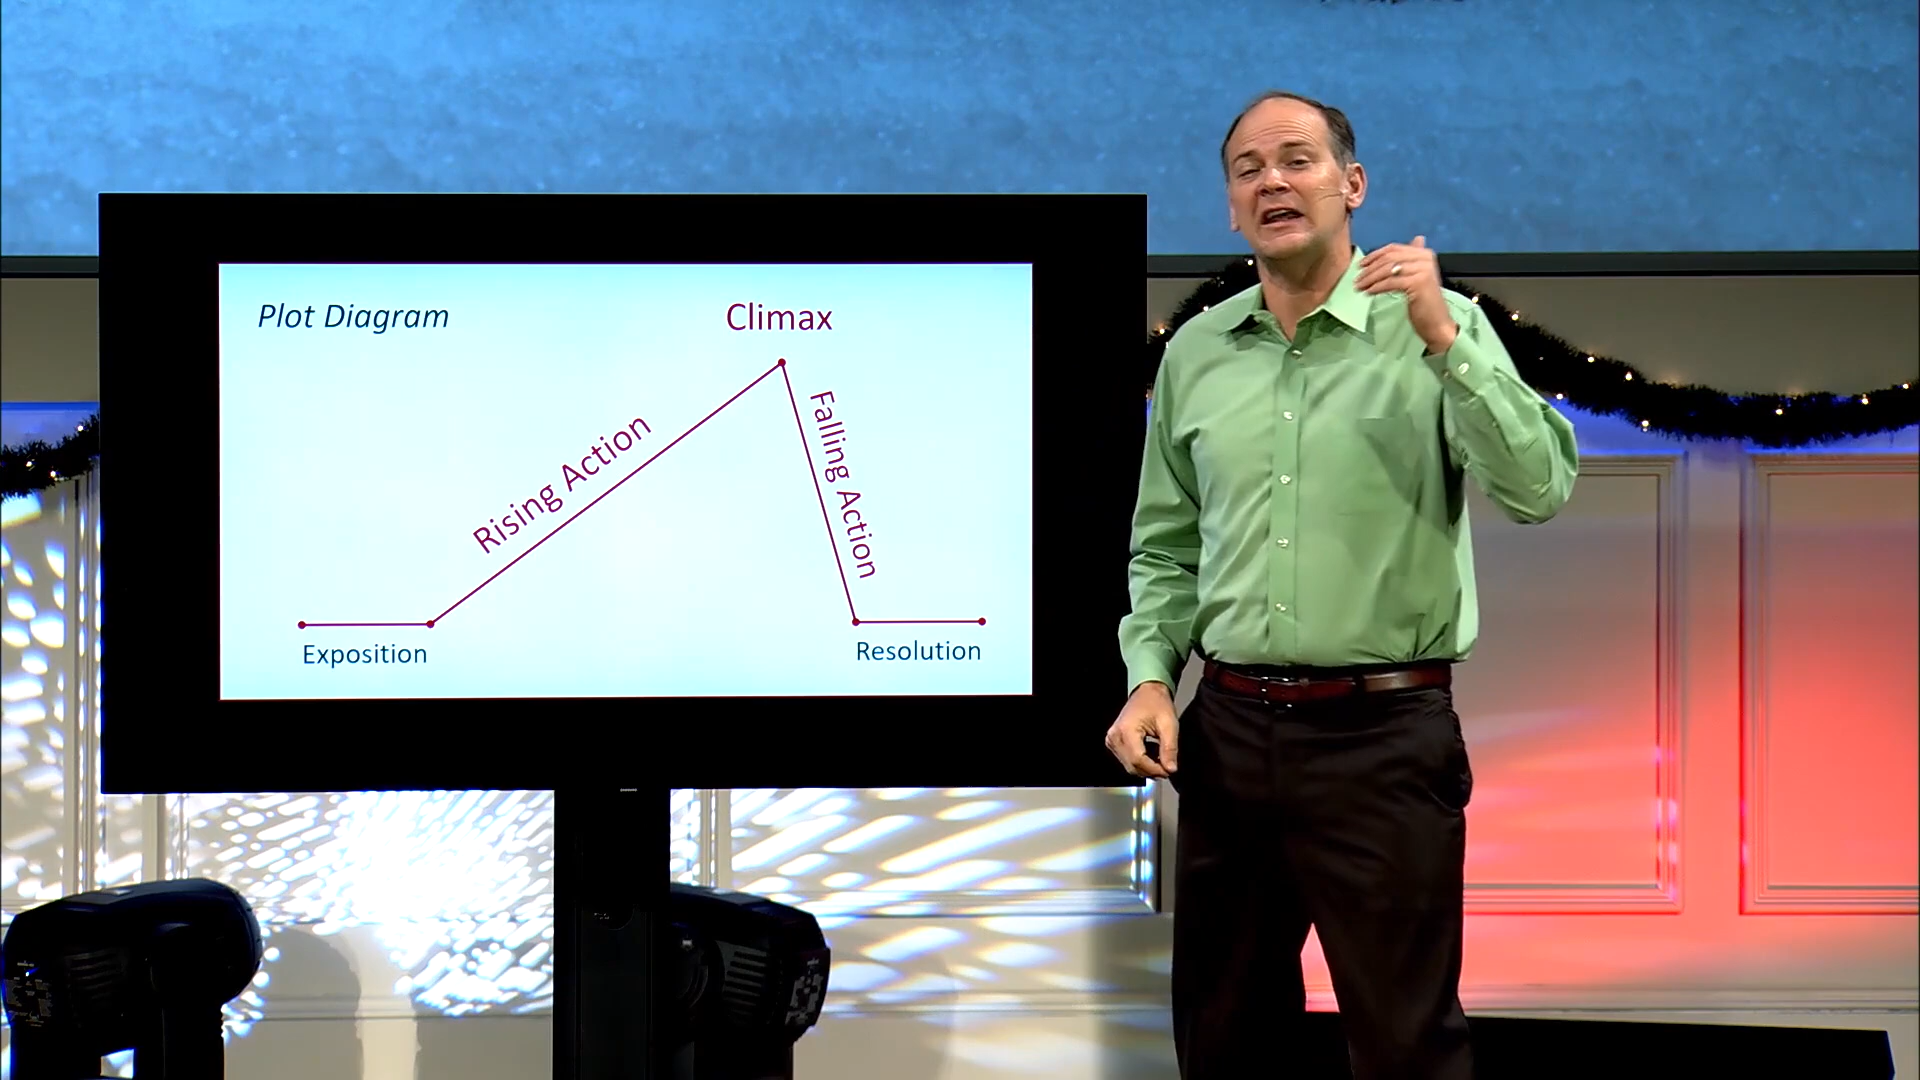 Plot Diagram
Climax
Rising Action
Falling Action
Exposition
Resolution